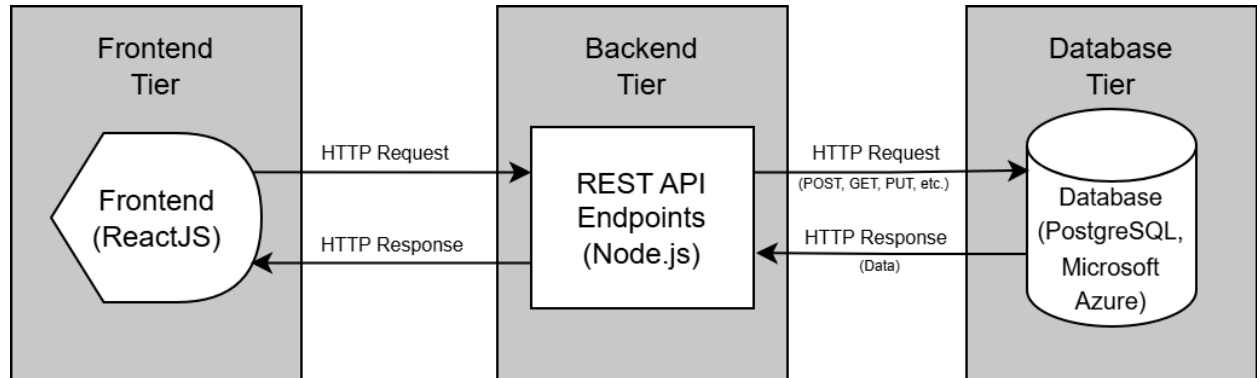 Frontend
Tier
Frontend
(ReactJS)
HTTP Request
HTTP Response
Backend
Tier
REST API
Endpoints
(Node.js)
HTTP Request
(POST, GET, PUT, etc.)
HTTP Response
(Data)
Database
Tier
Database
(PostgreSQL,
Microsoft
Azure)